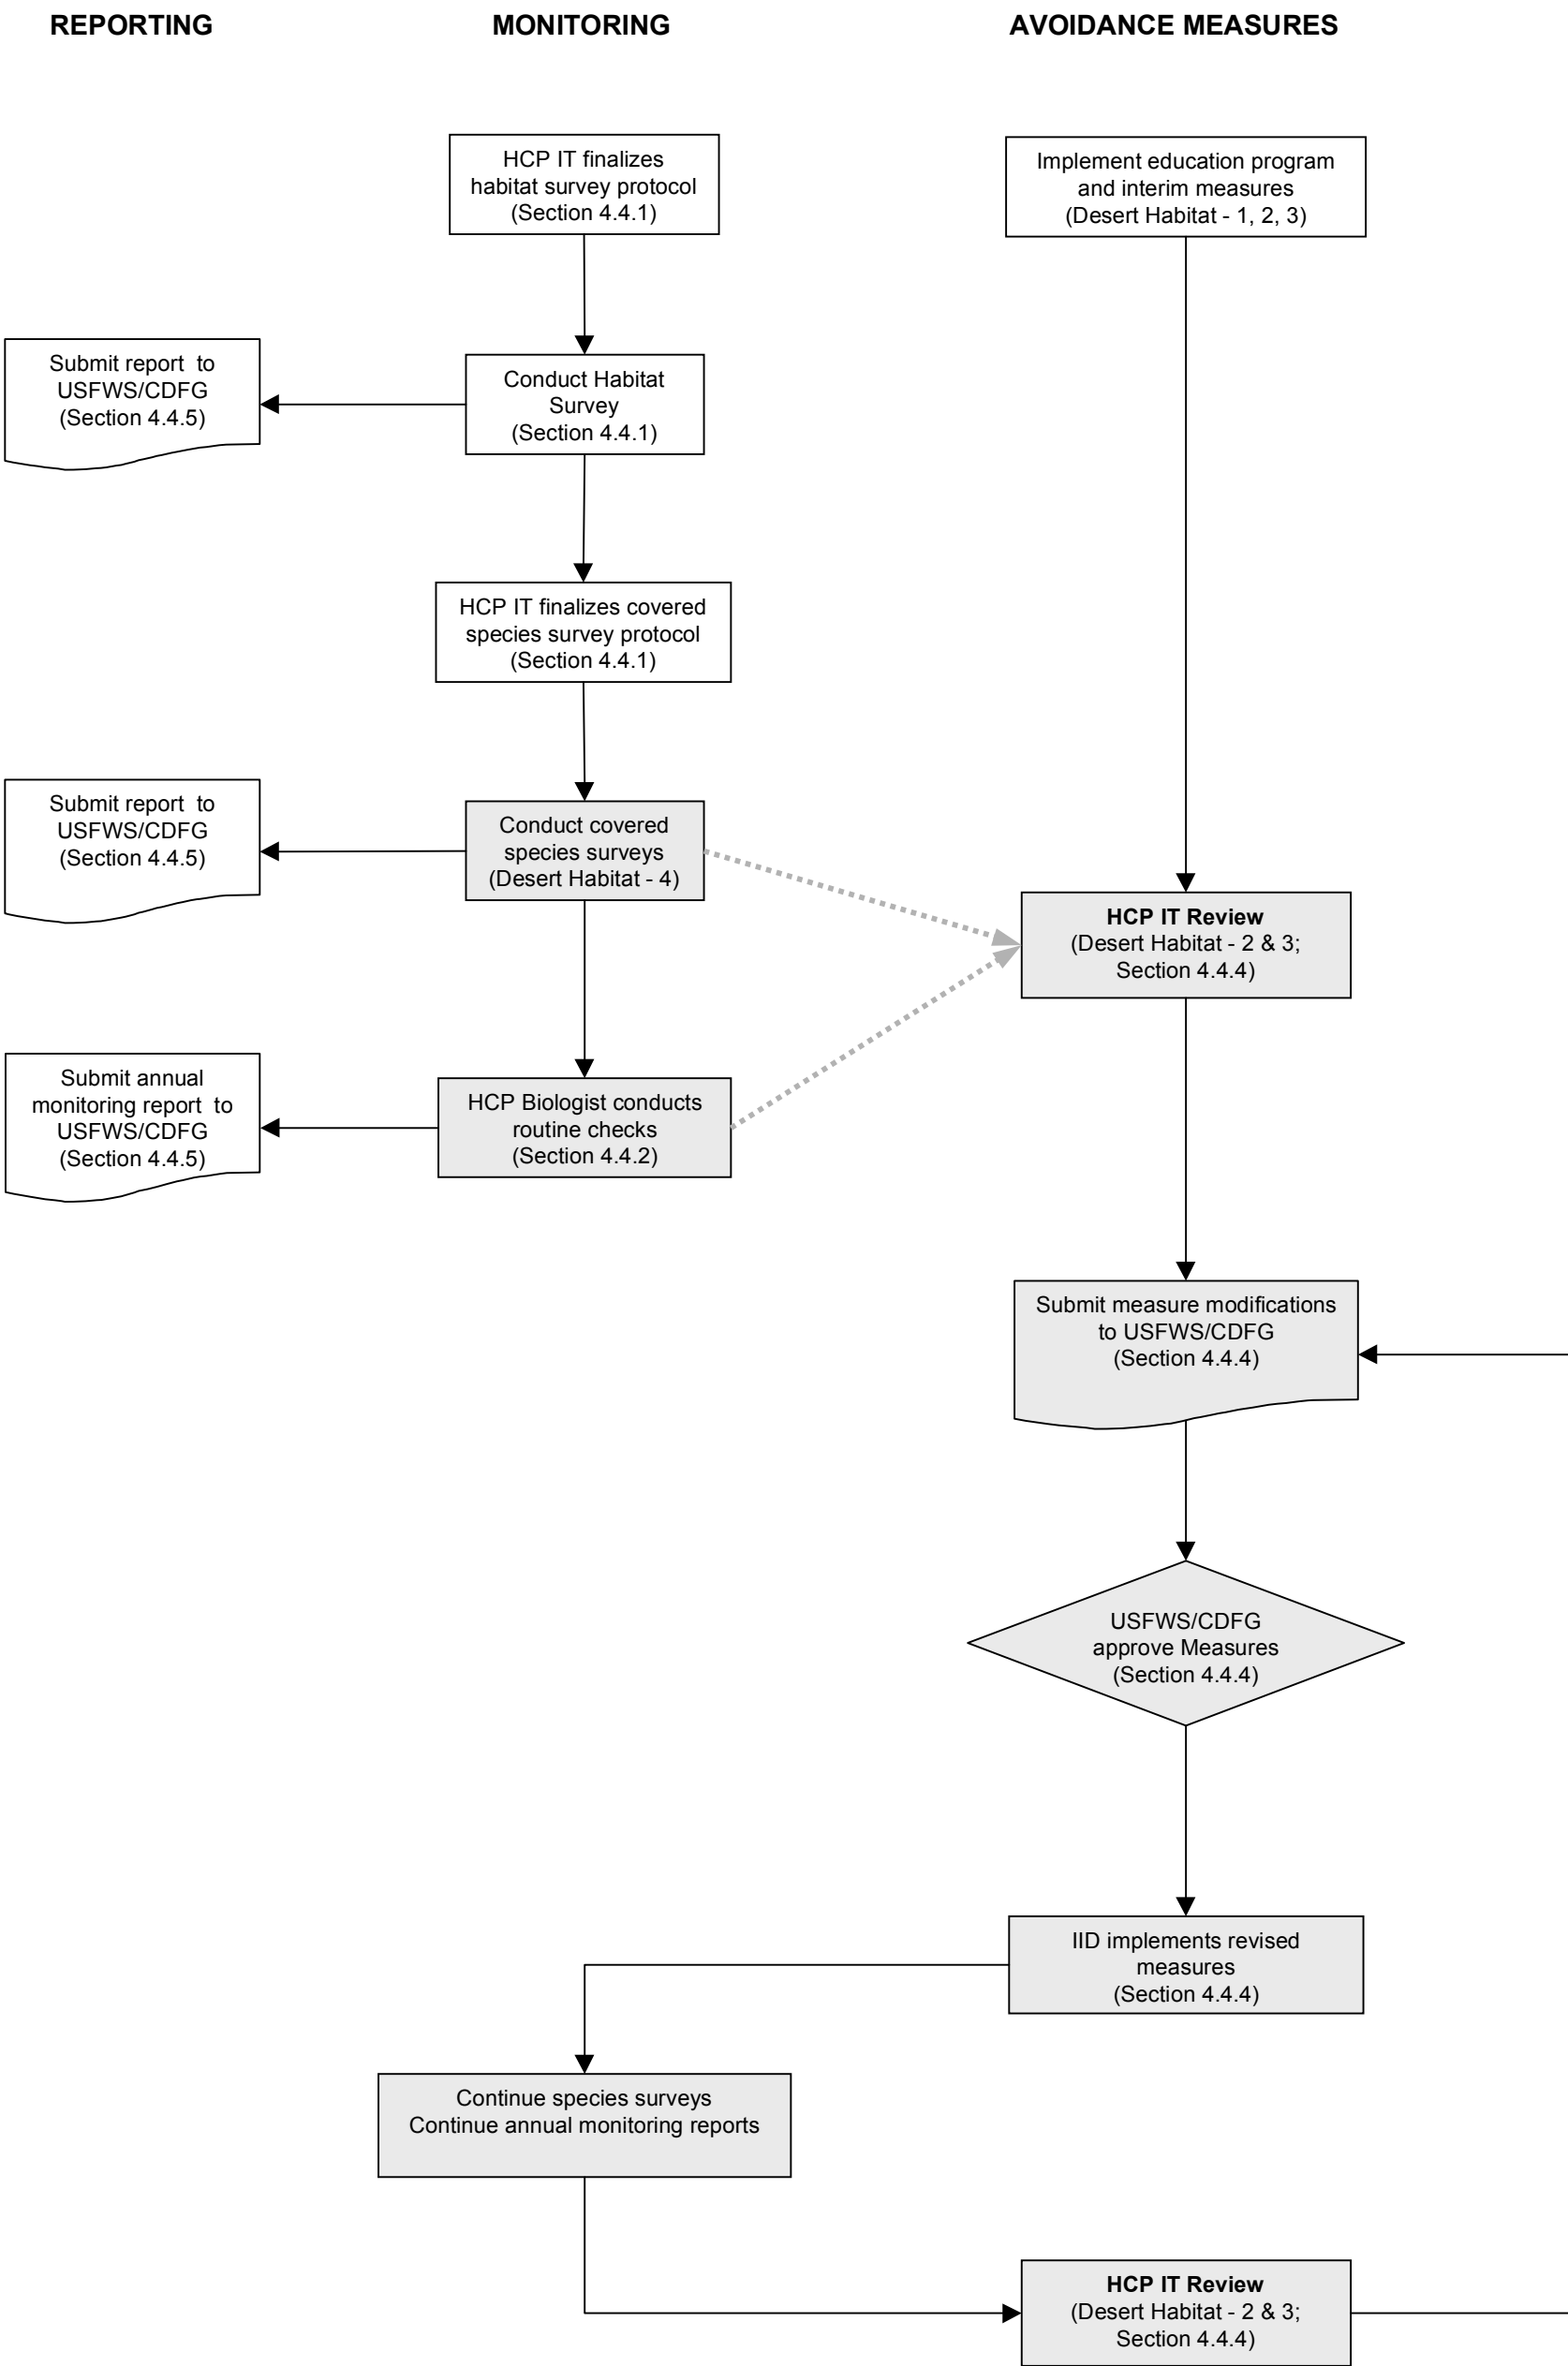 REPORTING
MONITORING
AVOIDANCE MEASURES
HCP IT finalizes
habitat survey protocol
(Section 4.4.1)
Implement education program
and interim measures
(Desert Habitat - 1, 2, 3)
Submit report to
USFWS/CDFG
(Section 4.4.5)
Conduct Habitat
Survey
(Section 4.4.1)
HCP IT finalizes covered
species survey protocol
(Section 4.4.1)
Submit report to
USFWS/CDFG
(Section 4.4.5)
Conduct covered
species surveys
(Desert Habitat - 4)
HCP IT Review
(Desert Habitat - 2 & 3;
Section 4.4.4)
Submit annual
monitoring report to
USFWS/CDFG
(Section 4.4.5)
HCP Biologist conducts
routine checks
(Section 4.4.2)
Submit measure modifications
to USFWS/CDFG
(Section 4.4.4)
USFWS/CDFG
approve Measures
(Section 4.4.4)
IID implements revised
measures
(Section 4.4.4)
Continue species surveys
Continue annual monitoring reports
HCP IT Review
(Desert Habitat - 2 & 3;
Section 4.4.4)